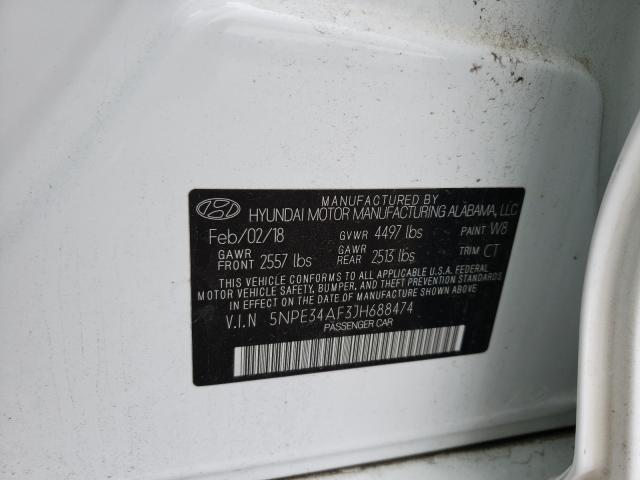 MANUFACTURED BY
HYUNDAI MOTOR MANUFACTURING ALABAMA, LLC
Feb/02/18 GVWR 4497 lbs PAINT W8
GAWR FRONT 2557 lbs GAWR REAR 2513 lbs TRIM CT
THIS VEHICLE CONFORMS TO ALL APPLICABLE U.S.A FEDERAL
MOTOR VEHICLE SAFETY, BUMPER, AND THEFT PREVENTION STANDARDS
IN EFFECT ON THE DATE OF MANUFACTURE SHOWN ABOVE.
V.I.N 5NPE34AF3JH688474
PASSENGER CAR